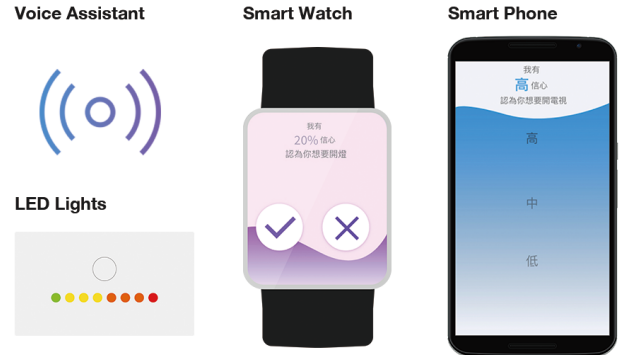 Voice Assistant
Smart Watch
Smart Phone
我有
20% 信心
認為你想要開燈
我有
高 信心
認為你想要開電視
高
中
低
LED Lights